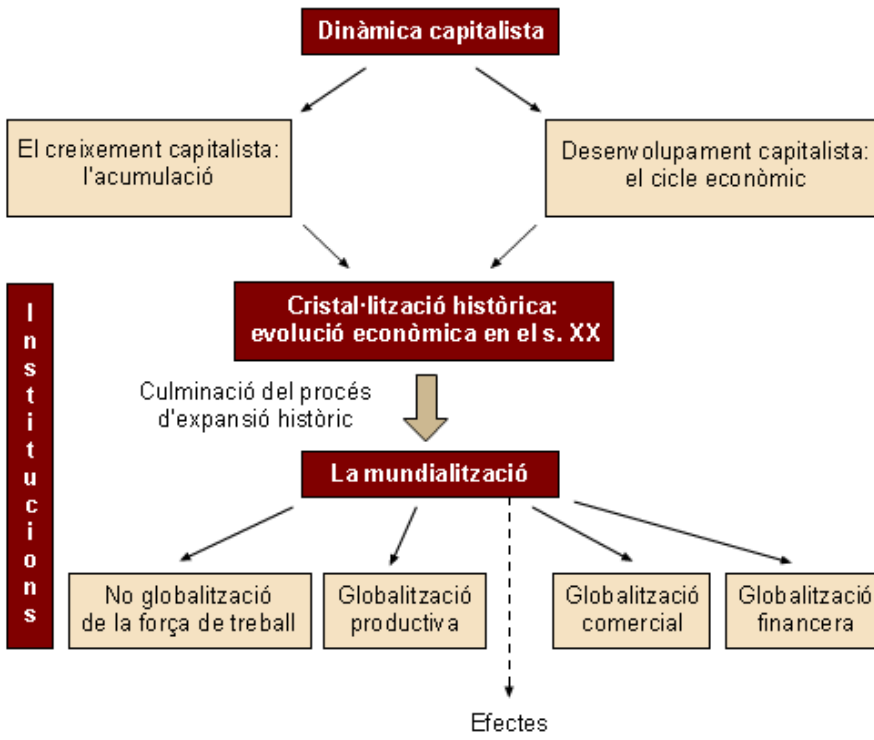 Dinàmica capitalista
El creixement capitalista:
l'acumulació
Desenvolupament capitalista:
el cicle econòmic
Cristal·lització històrica:
evolució econòmica en el s. XX
Institucions
Culminació del procés
d'expansió històric
La mundialització
No globalització
de la força de treball
Globalització
productiva
Globalització
comercial
Globalització
financera
Efectes